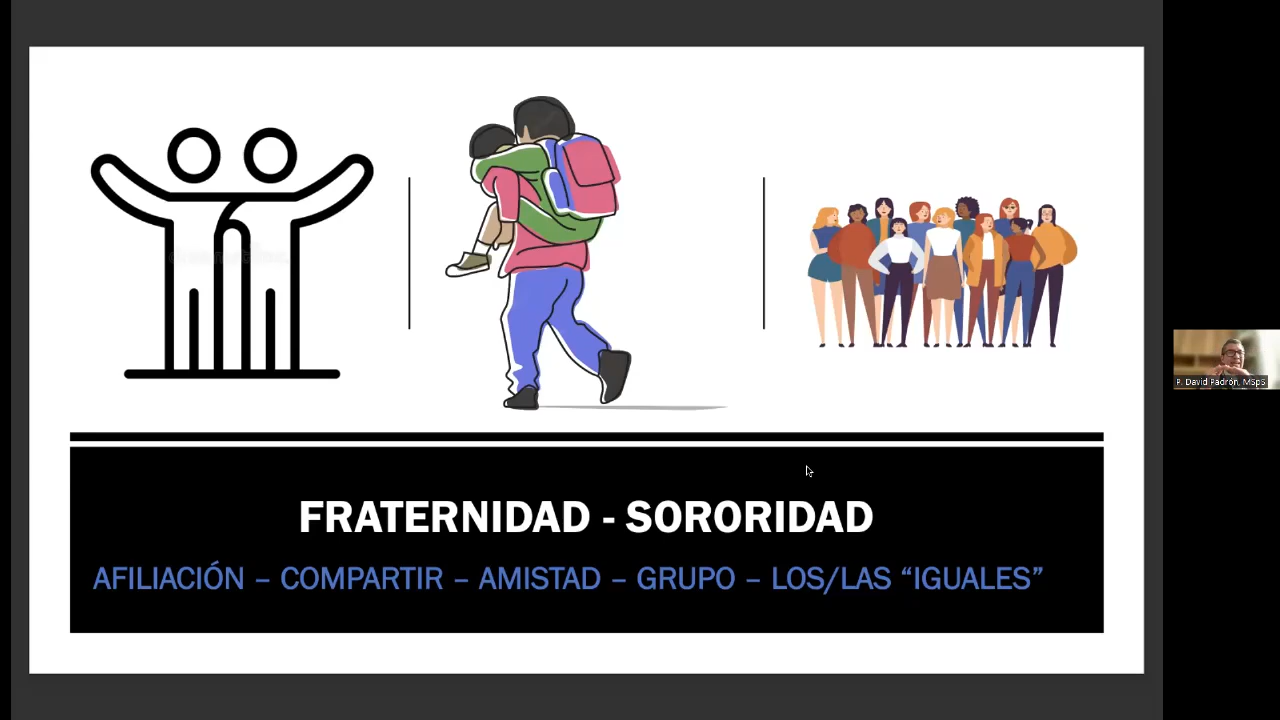 FRATERNIDAD - SORORIDAD
AFILIACIÓN – COMPARTIR – AMISTAD – GRUPO – LOS/LAS “IGUALES”
P. David Padrón, MSpS